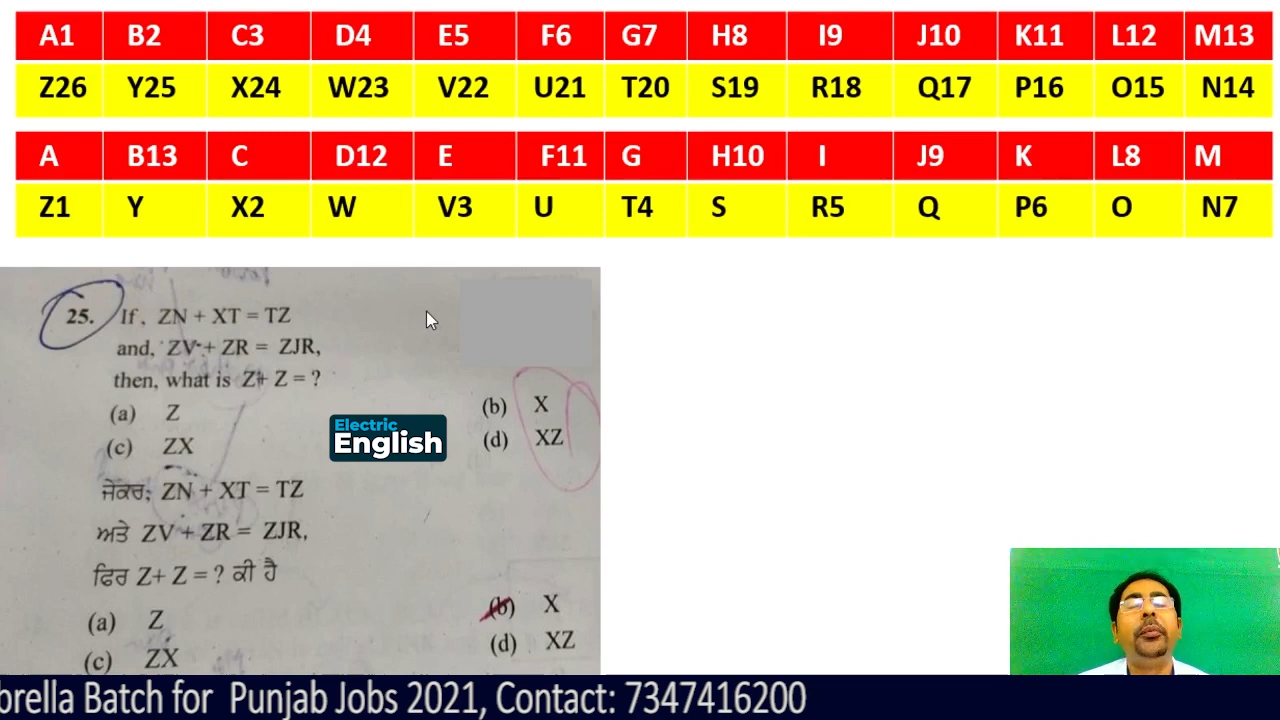 A1 B2 C3 D4 E5 F6 G7 H8 I9 J10 K11 L12 M13
Z26 Y25 X24 W23 V22 U21 T20 S19 R18 Q17 P16 O15 N14
A B13 C D12 E F11 G H10 I J9 K L8 M
Z1 Y X2 W V3 U T4 S R5 Q P6 O N7
25. If, ZN + XT = TZ
and, ZV + ZR = ZJR,
then, what is Z+ Z = ?
(a) Z (b) X
(c) ZX (d) XZ
Electric
English
ਜੇਕਰ; ZN + XT = TZ
ਅਤੇ ZV + ZR = ZJR,
ਫਿਰ Z+ Z = ? ਕੀ ਹੈ
(a) Z (b) X
(c) ZX (d) XZ
brella Batch for Punjab Jobs 2021, Contact: 7347416200